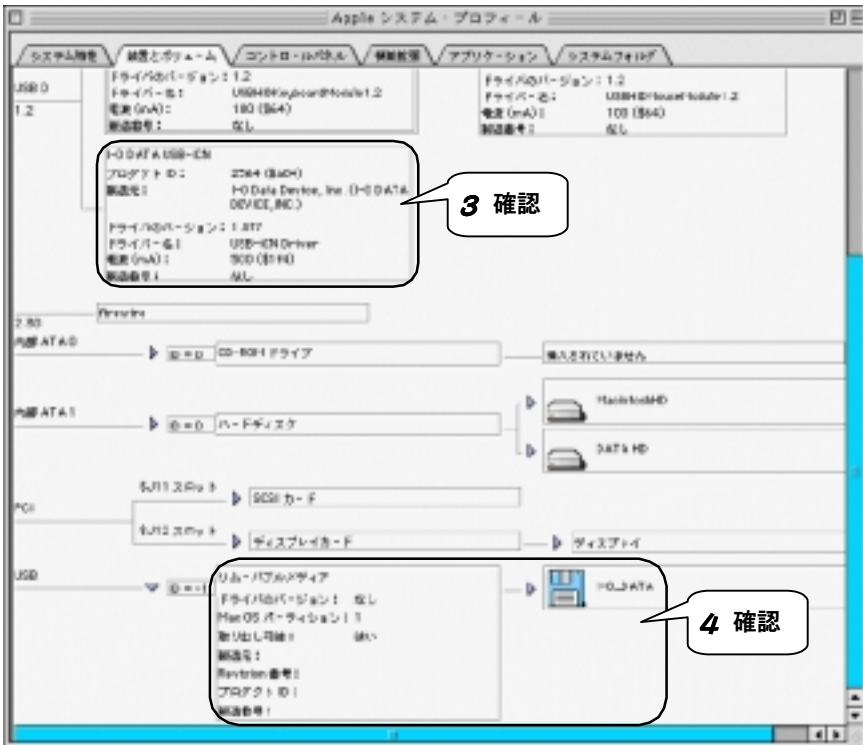 Apple システム・プロフィール
システム特性 装置とボリューム コントロールパネル 機能拡張 アプリケーション システムフォルダ
USB 0
1.2
ドライバのバージョン： 1.2
ドライバー名：
電流 (mA)： 100 ($64)
製造番号： なし
ドライバのバージョン： 1.2
ドライバー名：
電流 (mA)： 100 ($64)
製造番号： なし
I-O DATA USB-iCN
プロダクト ID：
製造元： I-O Data Device, Inc. (I-O DATA
DEVICE, INC.)
ドライバのバージョン：
ドライバー名： USB-iCN Driver
電流 (mA)： 500
製造番号： なし
3 確認
Firewire
内部 ATA 0
ID = 0 CD-ROM ドライブ
挿入されていません
内部 ATA 1
ID = 0 ハードディスク
MacintoshHD
DATA HD
PCI
スロット
SCSI カード
スロット
ディスプレイカード
ディスプレイ
USB
リムーバブルメディア
ドライバのバージョン： なし
Mac OS パーティション： 1
取り出し可能： はい
製造元：
Revision 番号：
プロダクト ID：
製造番号：
IO_DATA
4 確認